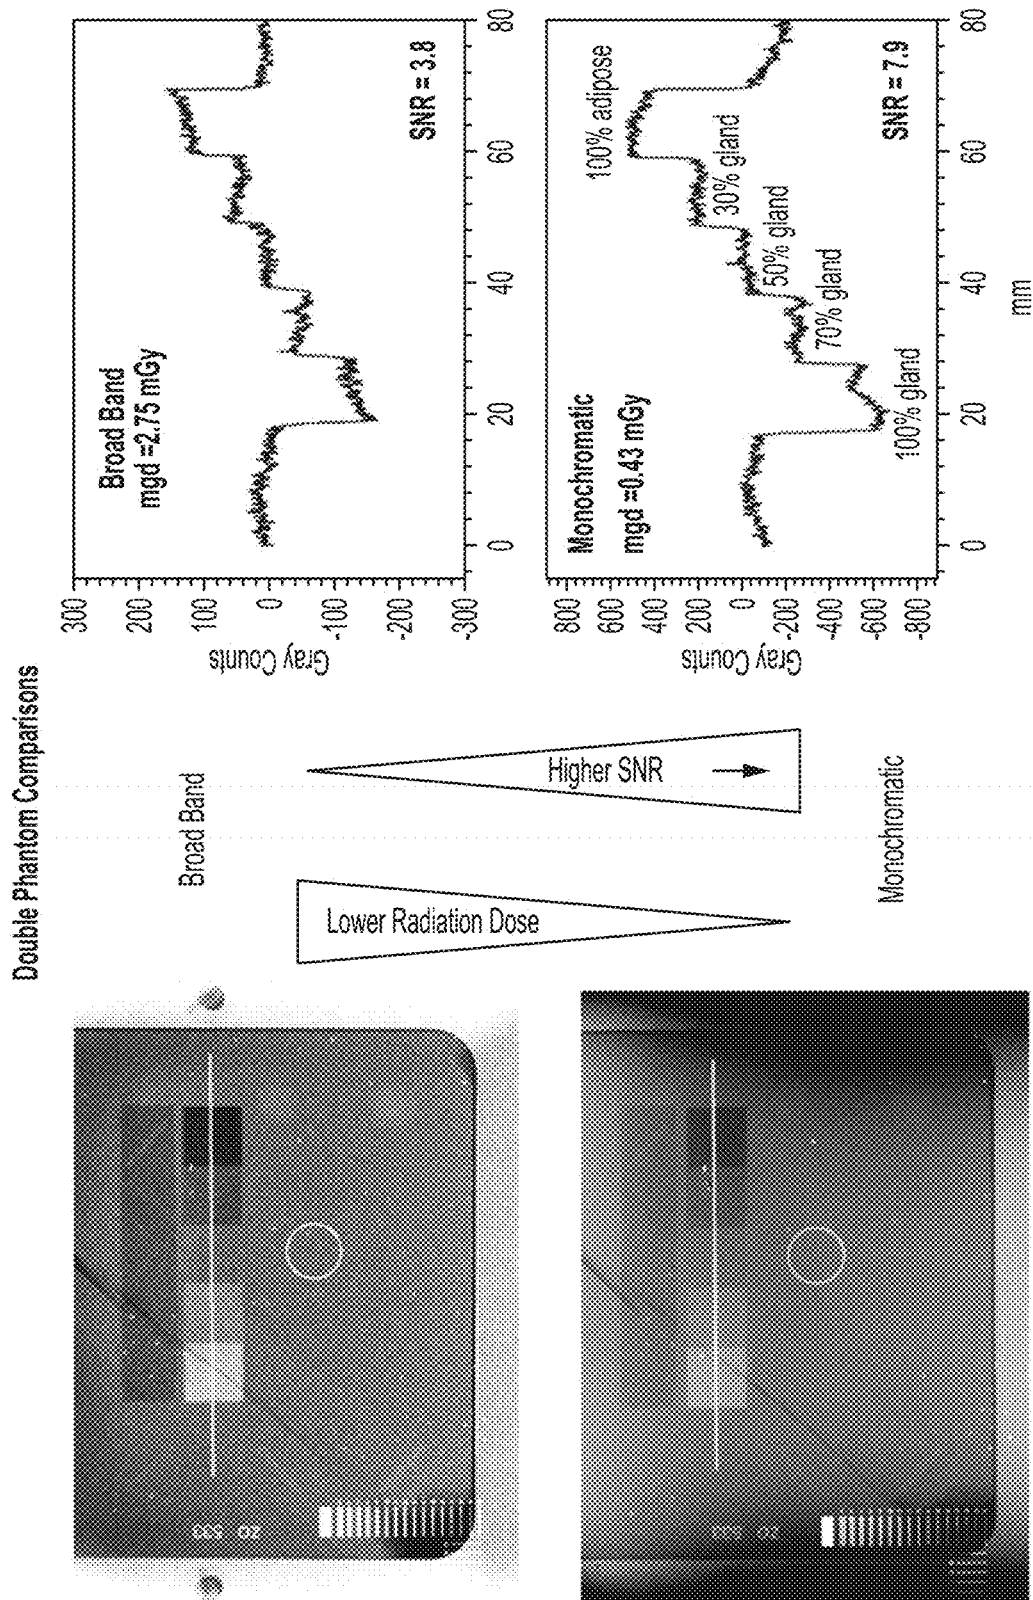 Double Phantom Comparisons
Broad Band
Lower Radiation Dose
Higher SNR
Monochromatic
Broad Band
mgd =2.75 mGy
SNR = 3.8
Gray Counts
300
200
100
0
-100
-200
-300
0
20
40
60
80
Monochromatic
mgd =0.43 mGy
100% adipose
30% gland
50% gland
70% gland
100% gland
SNR = 7.9
Gray Counts
800
600
400
200
0
-200
-400
-600
-800
0
20
40
60
80
mm